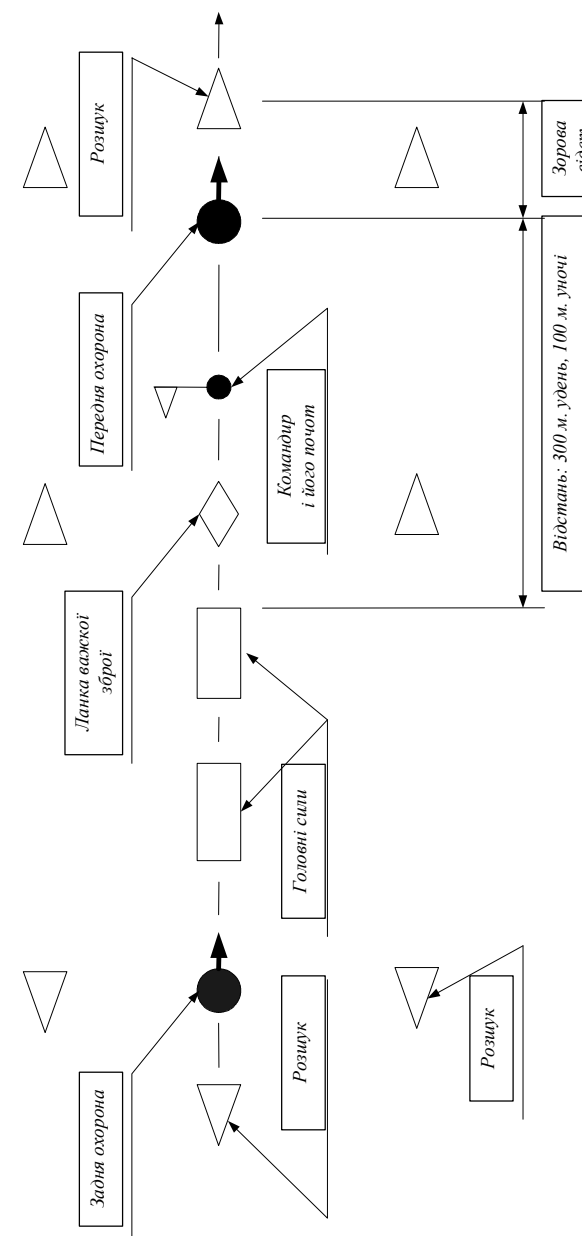 Розшук
Передня охорона
Ланка важкої
зброї
Задня охорона
Командир
і його почот
Головні сили
Розшук
Розшук
Зорова
Відстань: 300 м. удень, 100 м. уночі